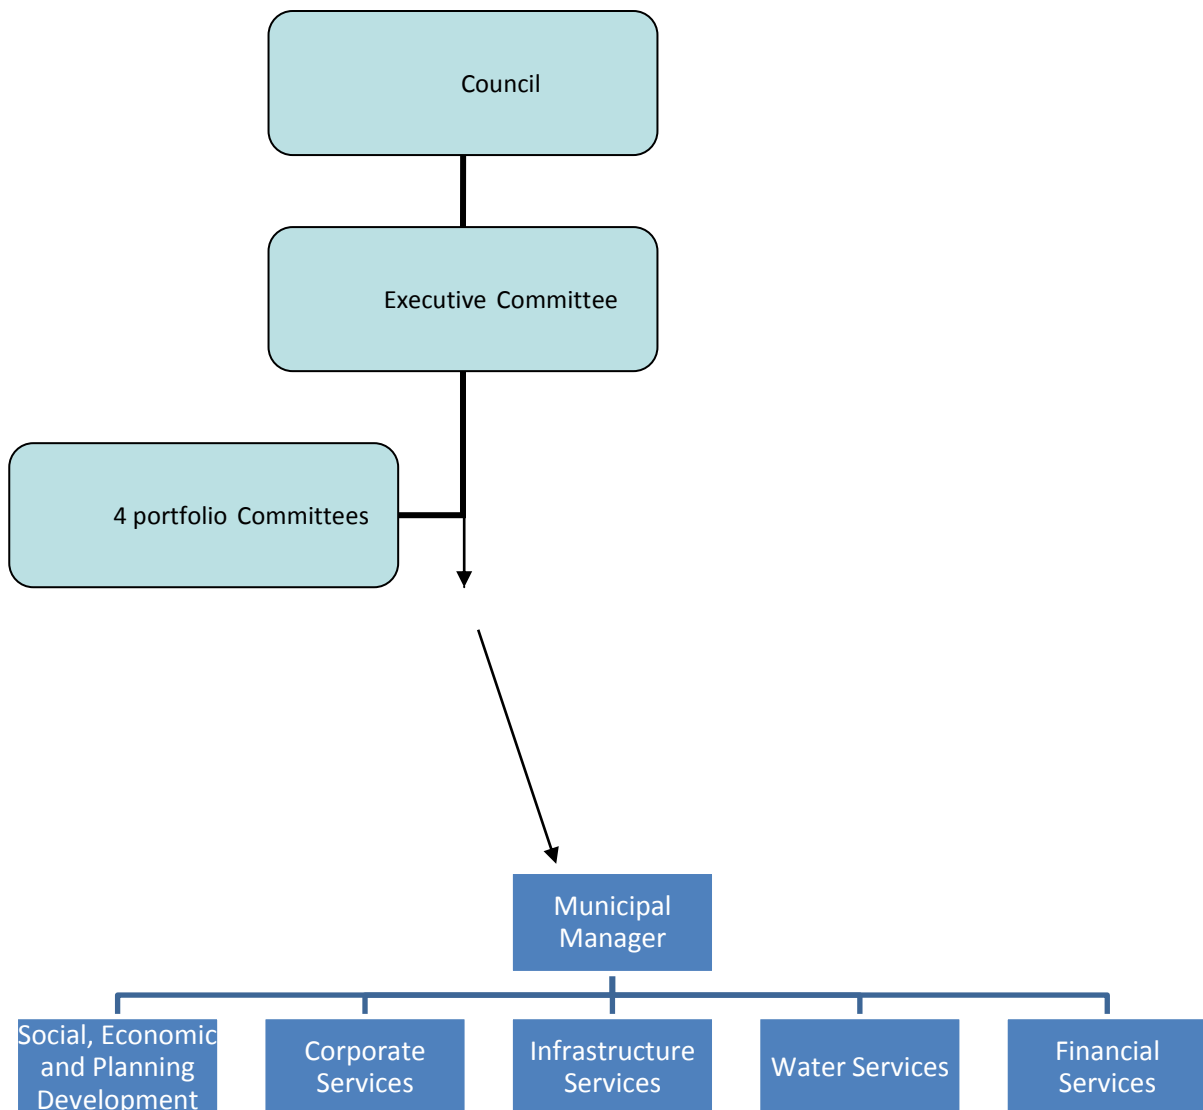 Council
Executive Committee
4 portfolio Committees
Municipal
Manager
Social, Economic
and Planning
Development
Corporate
Services
Infrastructure
Services
Water Services
Financial
Services